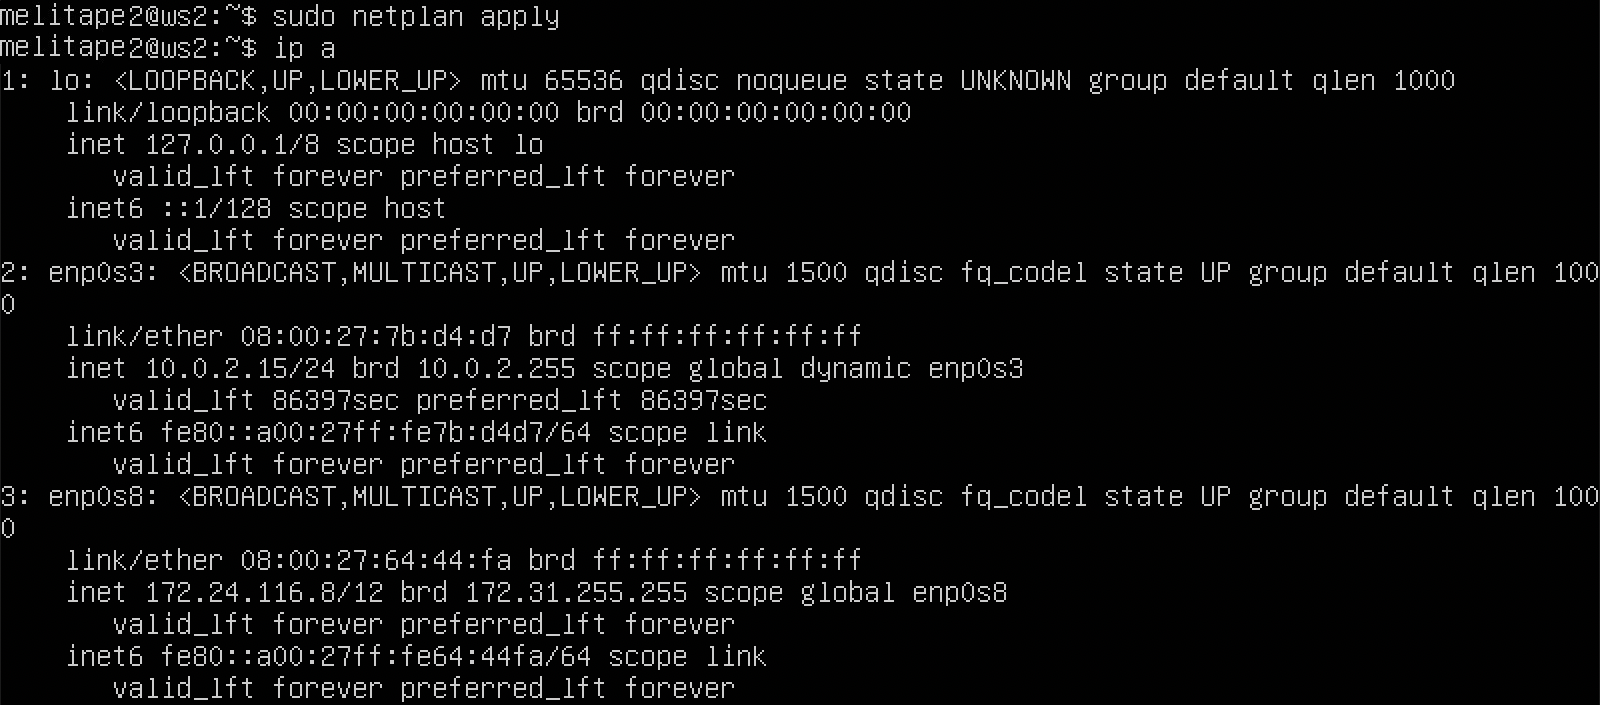 melitape2@ws2:~$ sudo netplan apply
melitape2@ws2:~$ ip a
1: lo: <LOOPBACK,UP,LOWER_UP> mtu 65536 qdisc noqueue state UNKNOWN group default qlen 1000
    link/loopback 00:00:00:00:00:00 brd 00:00:00:00:00:00
    inet 127.0.0.1/8 scope host lo
       valid_lft forever preferred_lft forever
    inet6 ::1/128 scope host
       valid_lft forever preferred_lft forever
2: enp0s3: <BROADCAST,MULTICAST,UP,LOWER_UP> mtu 1500 qdisc fq_codel state UP group default qlen 100
0
    link/ether 08:00:27:7b:d4:d7 brd ff:ff:ff:ff:ff:ff
    inet 10.0.2.15/24 brd 10.0.2.255 scope global dynamic enp0s3
       valid_lft 86397sec preferred_lft 86397sec
    inet6 fe80::a00:27ff:fe7b:d4d7/64 scope link
       valid_lft forever preferred_lft forever
3: enp0s8: <BROADCAST,MULTICAST,UP,LOWER_UP> mtu 1500 qdisc fq_codel state UP group default qlen 100
0
    link/ether 08:00:27:64:44:fa brd ff:ff:ff:ff:ff:ff
    inet 172.24.116.8/12 brd 172.31.255.255 scope global enp0s8
       valid_lft forever preferred_lft forever
    inet6 fe80::a00:27ff:fe64:44fa/64 scope link
       valid_lft forever preferred_lft forever